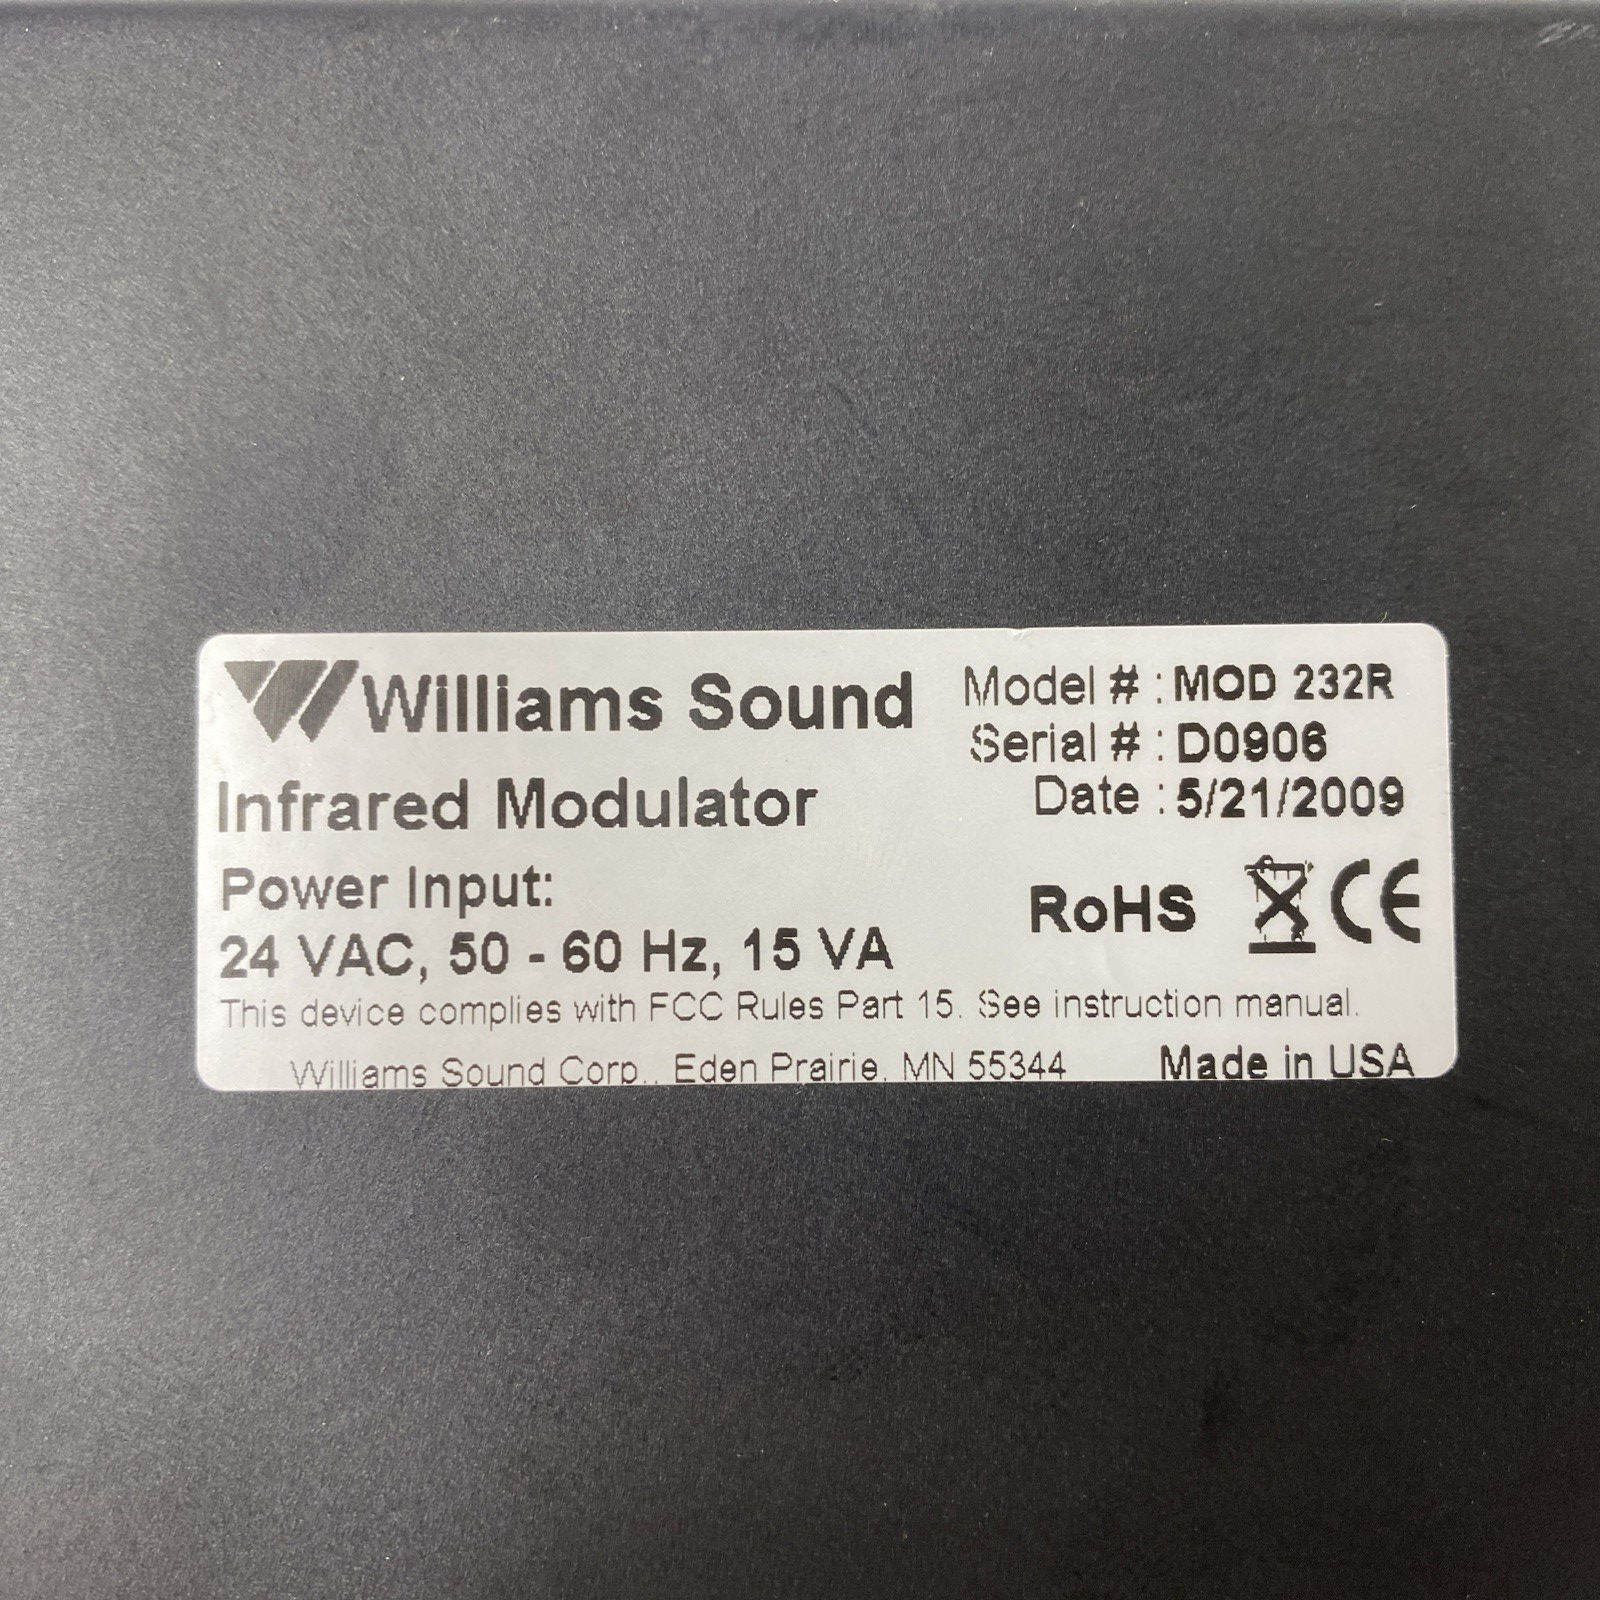 Williams Sound
Model # : MOD 232R
Serial # : D0906
Date : 5/21/2009
Infrared Modulator
Power Input:
24 VAC, 50 - 60 Hz, 15 VA
RoHS CE
This device complies with FCC Rules Part 15. See instruction manual.
Williams Sound Corp., Eden Prairie, MN 55344 Made in USA